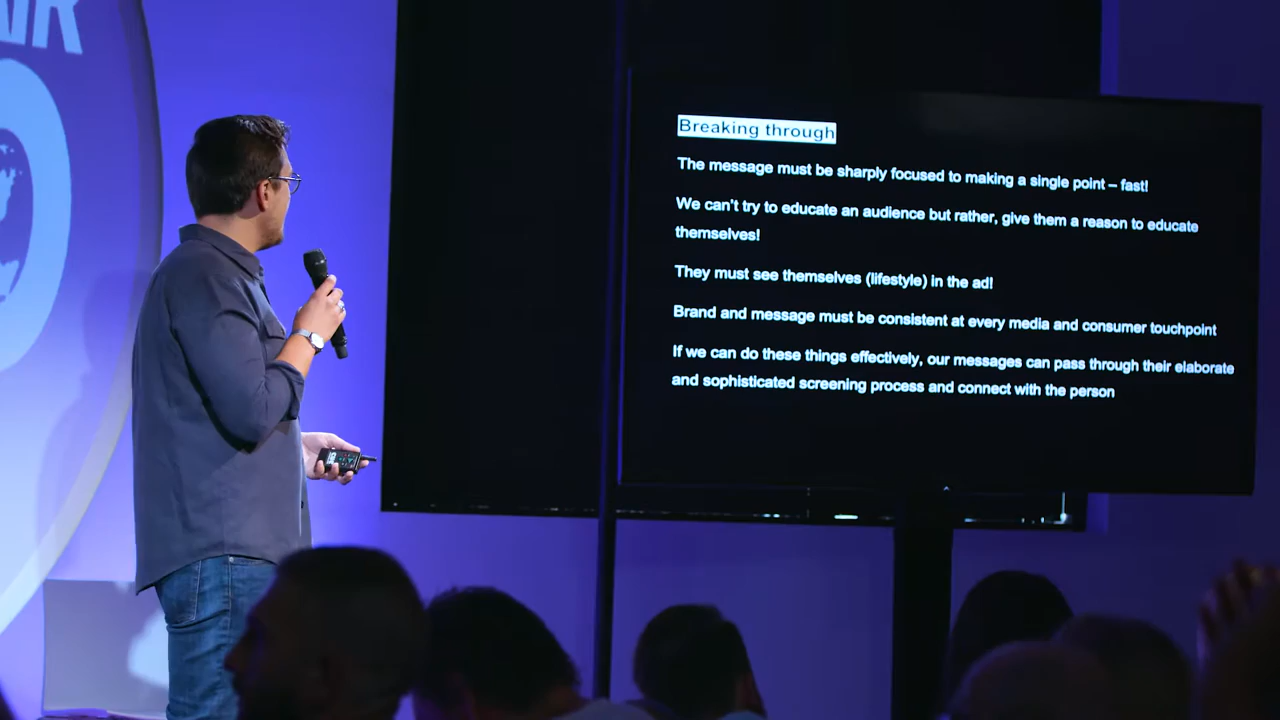 Breaking through
The message must be sharply focused to making a single point – fast!
We can't try to educate an audience but rather, give them a reason to educate
themselves!
They must see themselves (lifestyle) in the ad!
Brand and message must be consistent at every media and consumer touchpoint
If we can do these things effectively, our messages can pass through their elaborate
and sophisticated screening process and connect with the person